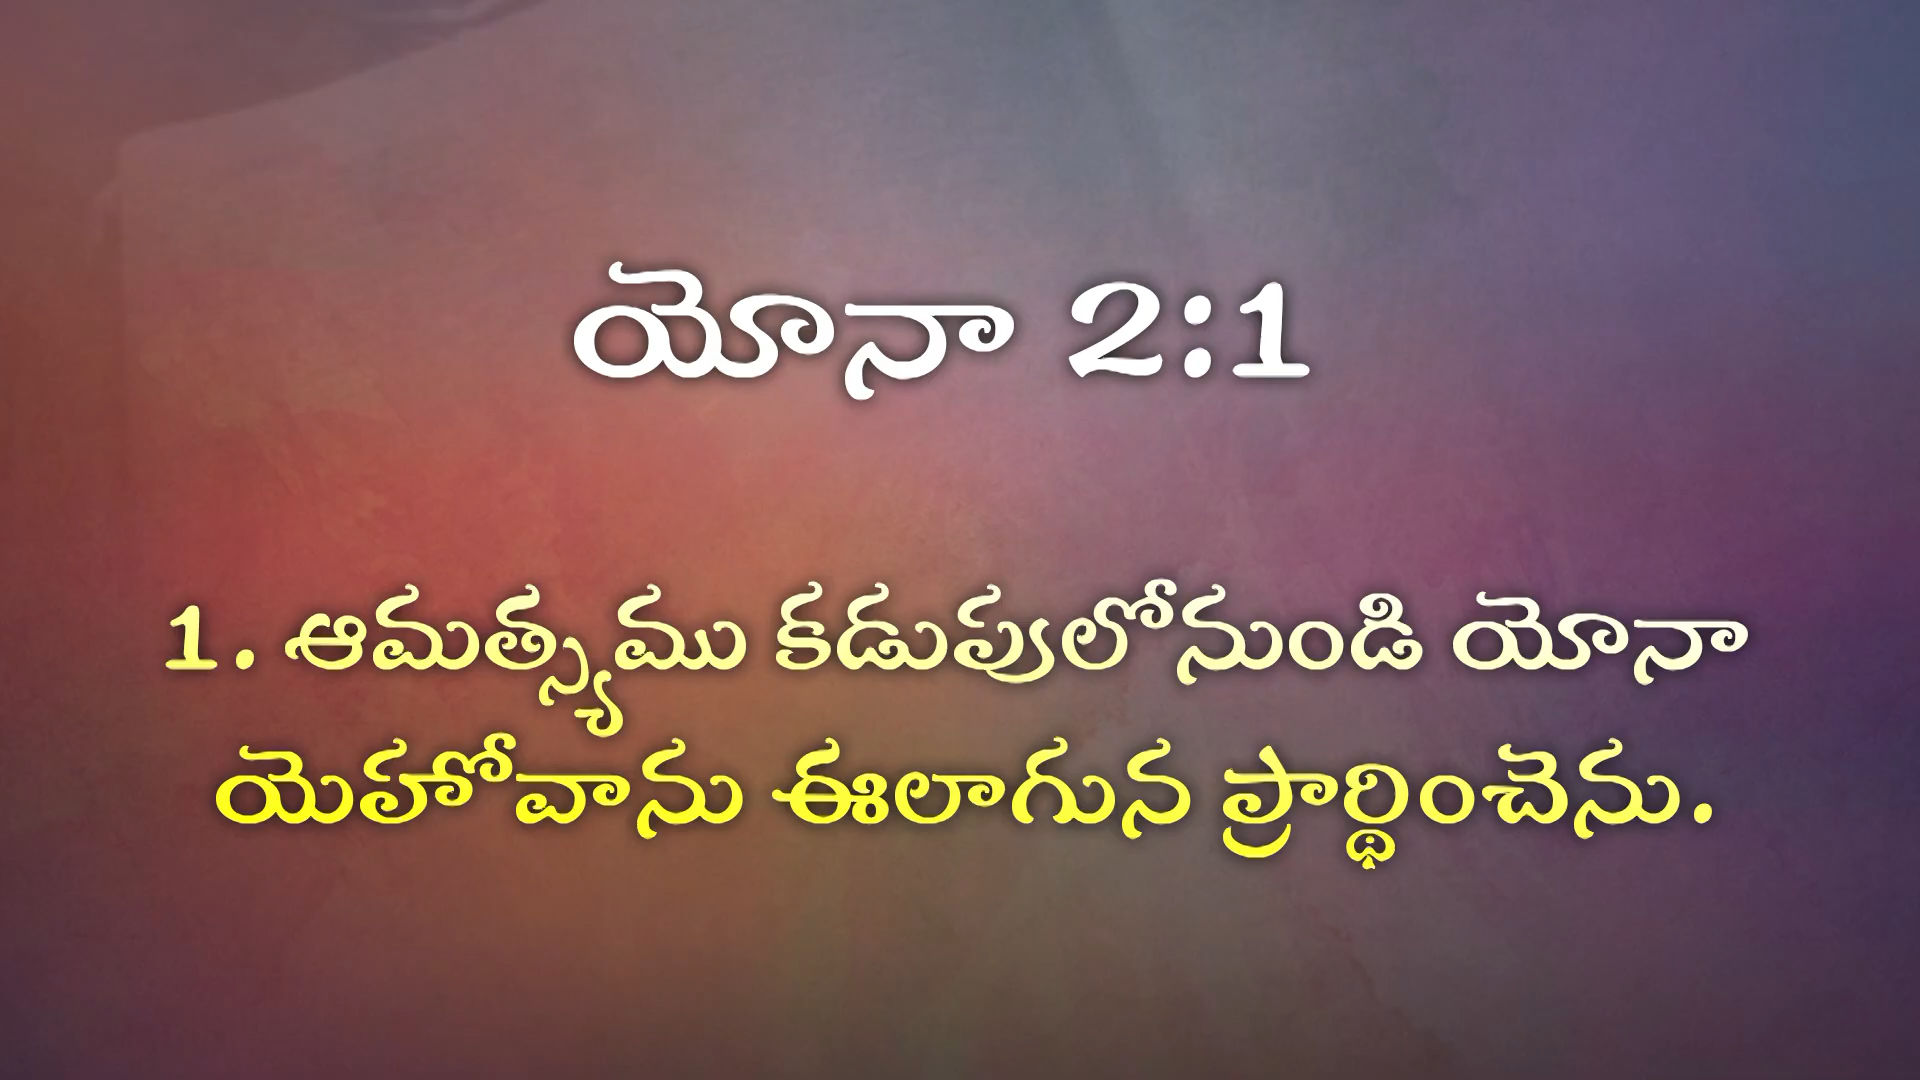 యోనా 2:1
1. ఆమత్స్యము కడుపులోనుండి యోనా
యెహోవాను ఈలాగున ప్రార్థించెను.